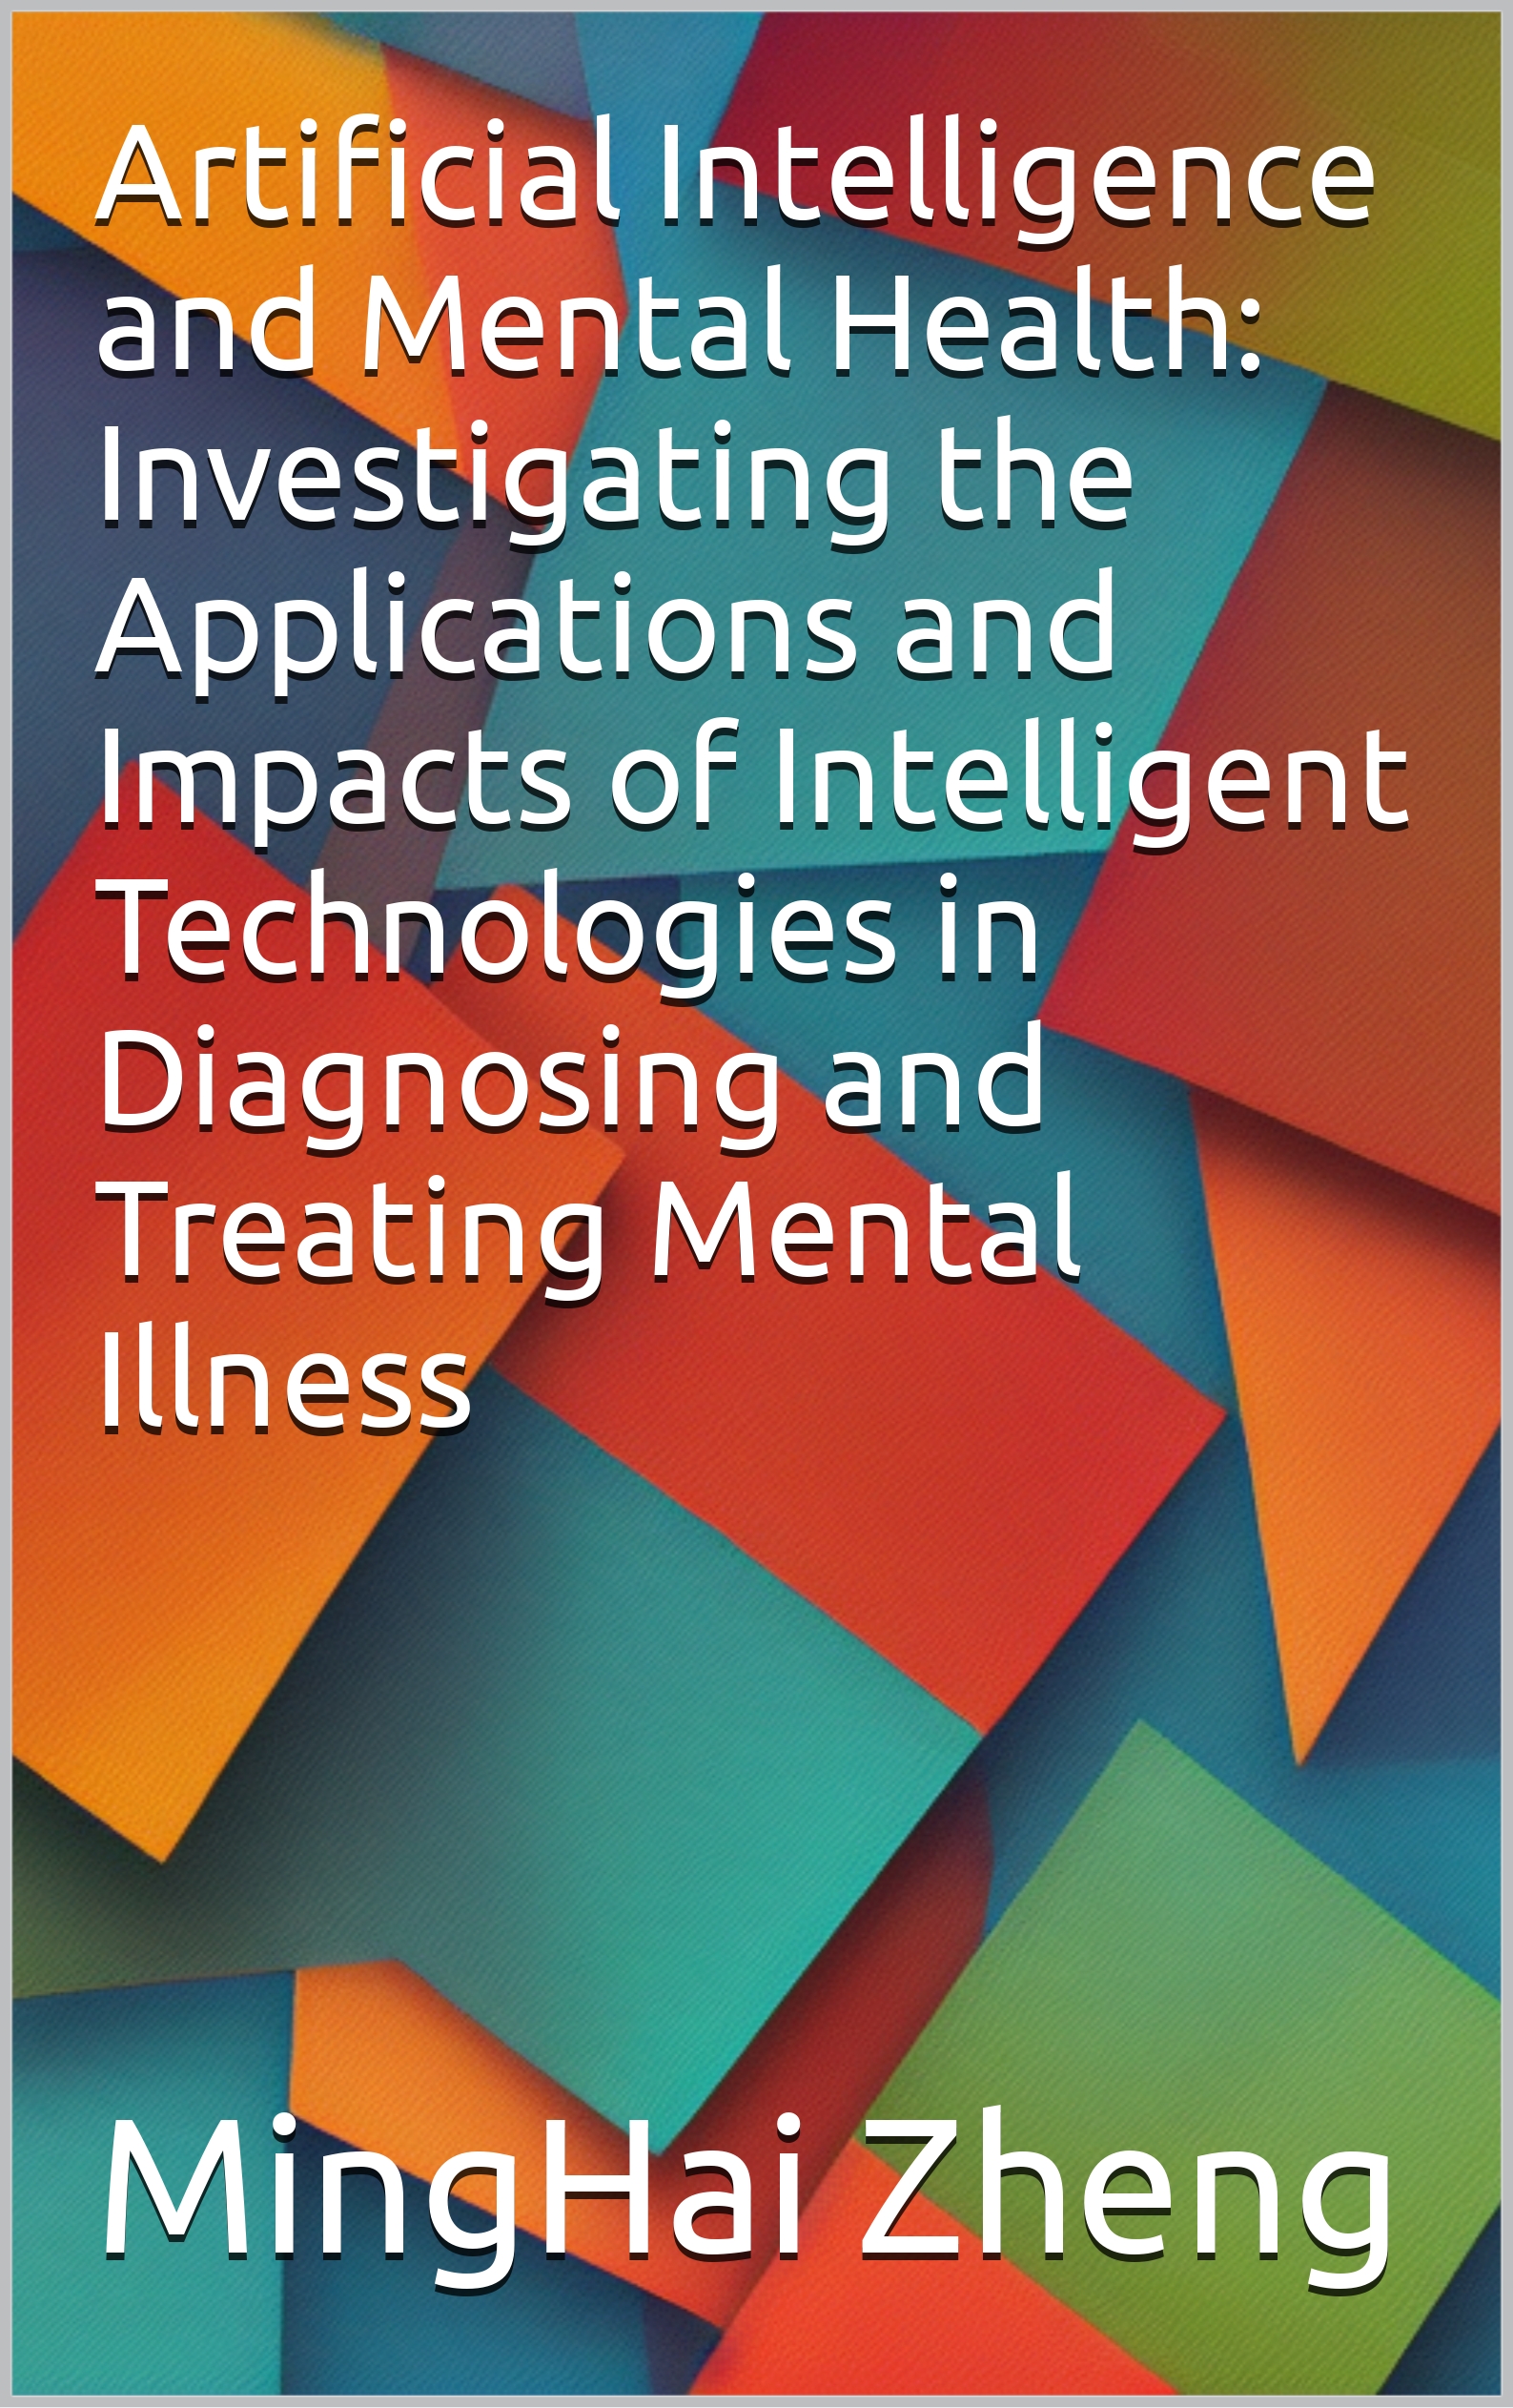 Artificial Intelligence
and Mental Health:
Investigating the
Applications and
Impacts of Intelligent
Technologies in
Diagnosing and
Treating Mental
Illness
MingHai Zheng